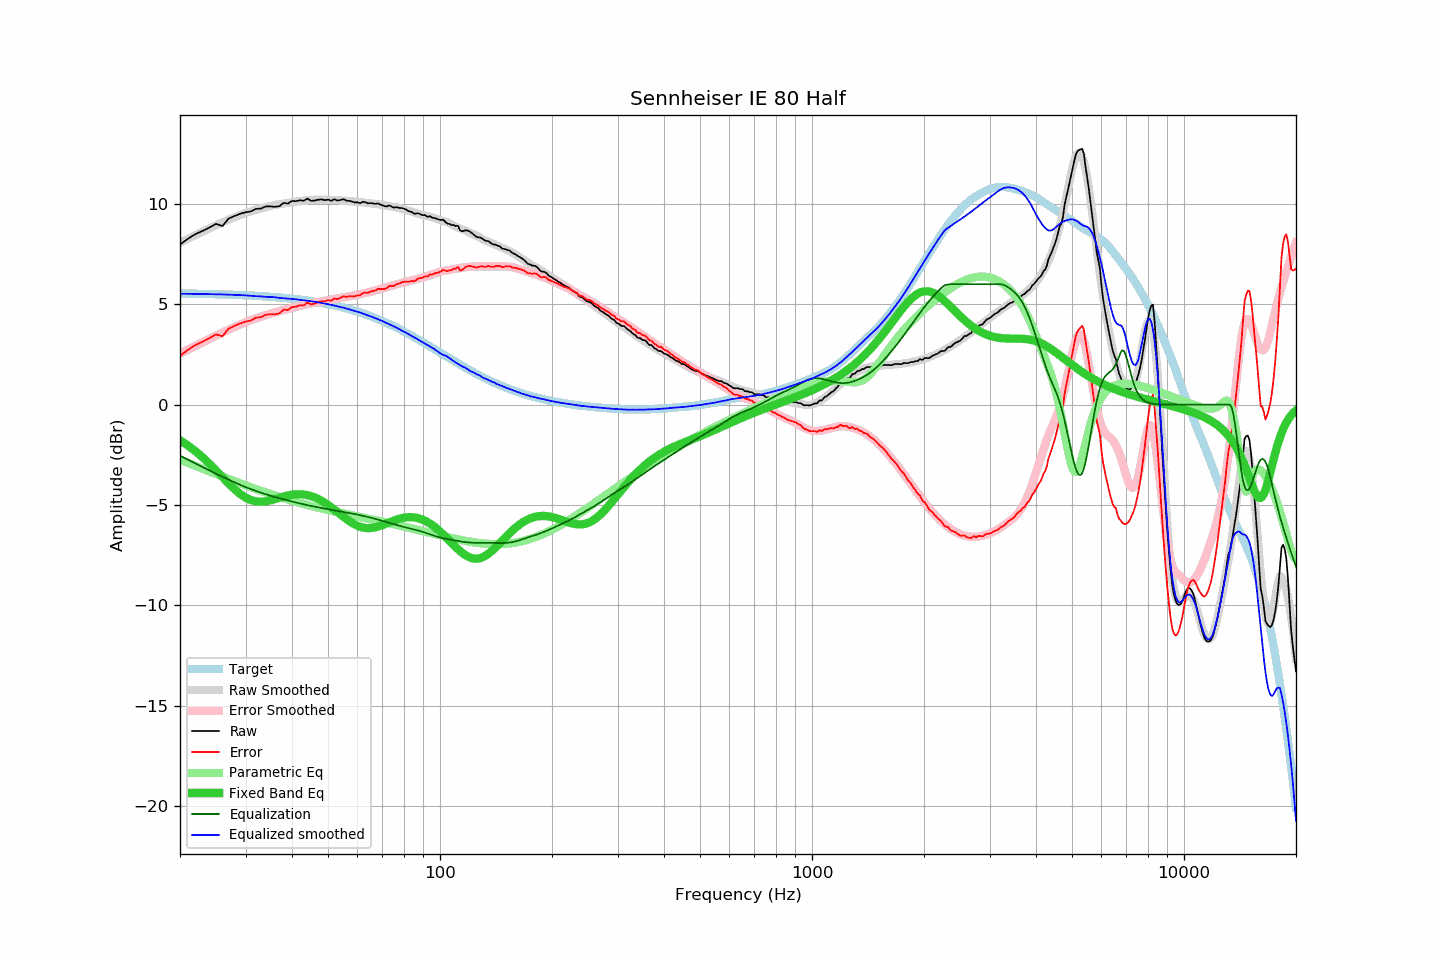 Sennheiser IE 80 Half
Amplitude (dBr)
10
5
0
−5
−10
−15
−20
Target
Raw Smoothed
Error Smoothed
Raw
Error
Parametric Eq
Fixed Band Eq
Equalization
Equalized smoothed
100
1000
10000
Frequency (Hz)